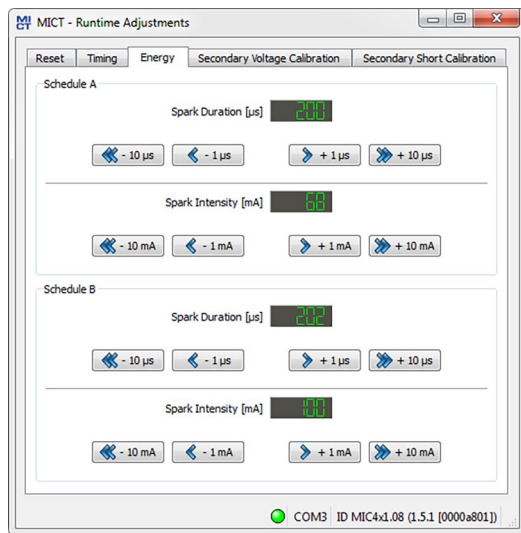 MICT - Runtime Adjustments
Reset Timing Energy Secondary Voltage Calibration Secondary Short Calibration
Schedule A
Spark Duration [µs] 200
- 10 µs - 1 µs + 1 µs + 10 µs
Spark Intensity [mA] 68
- 10 mA - 1 mA + 1 mA + 10 mA
Schedule B
Spark Duration [µs] 202
- 10 µs - 1 µs + 1 µs + 10 µs
Spark Intensity [mA] 100
- 10 mA - 1 mA + 1 mA + 10 mA
COM3 ID MIC4x1.08 (1.5.1 [0000a801])